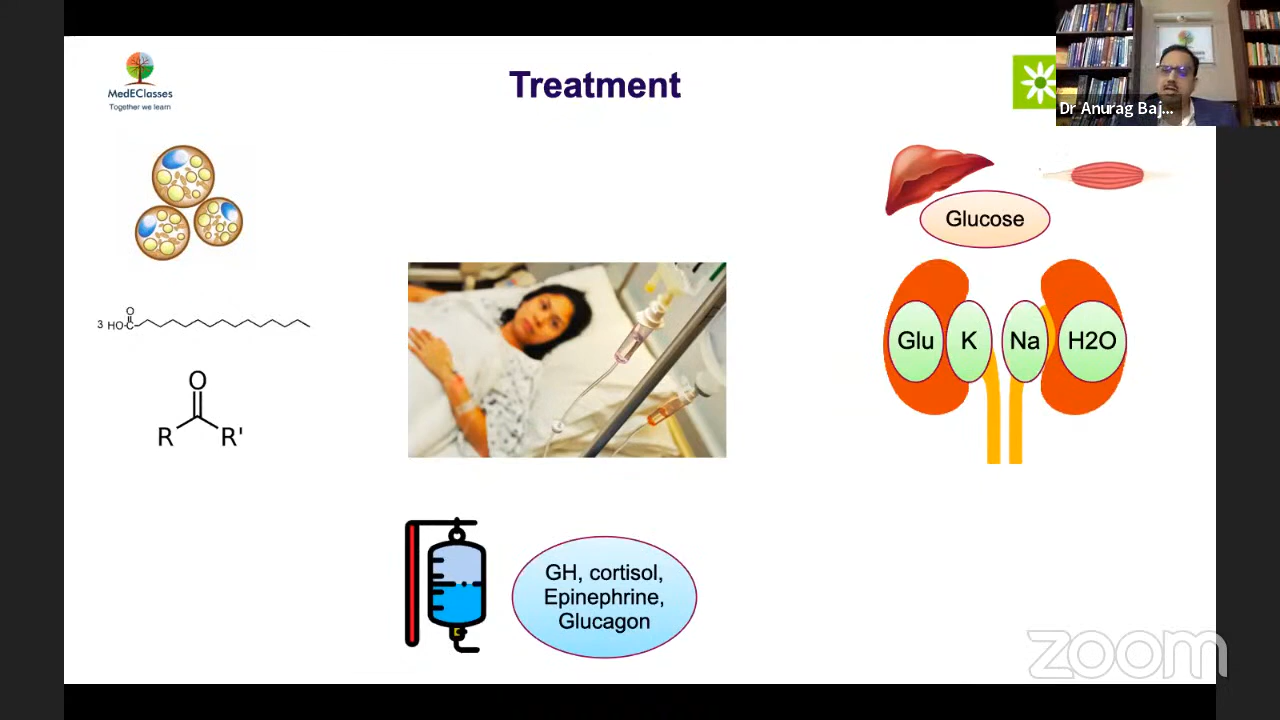 MedEClasses
Together we learn
Treatment
Dr Anurag Baj...
Glucose
3 HO-C
O
O
R R'
Glu K Na H2O
GH, cortisol,
Epinephrine,
Glucagon
zoom